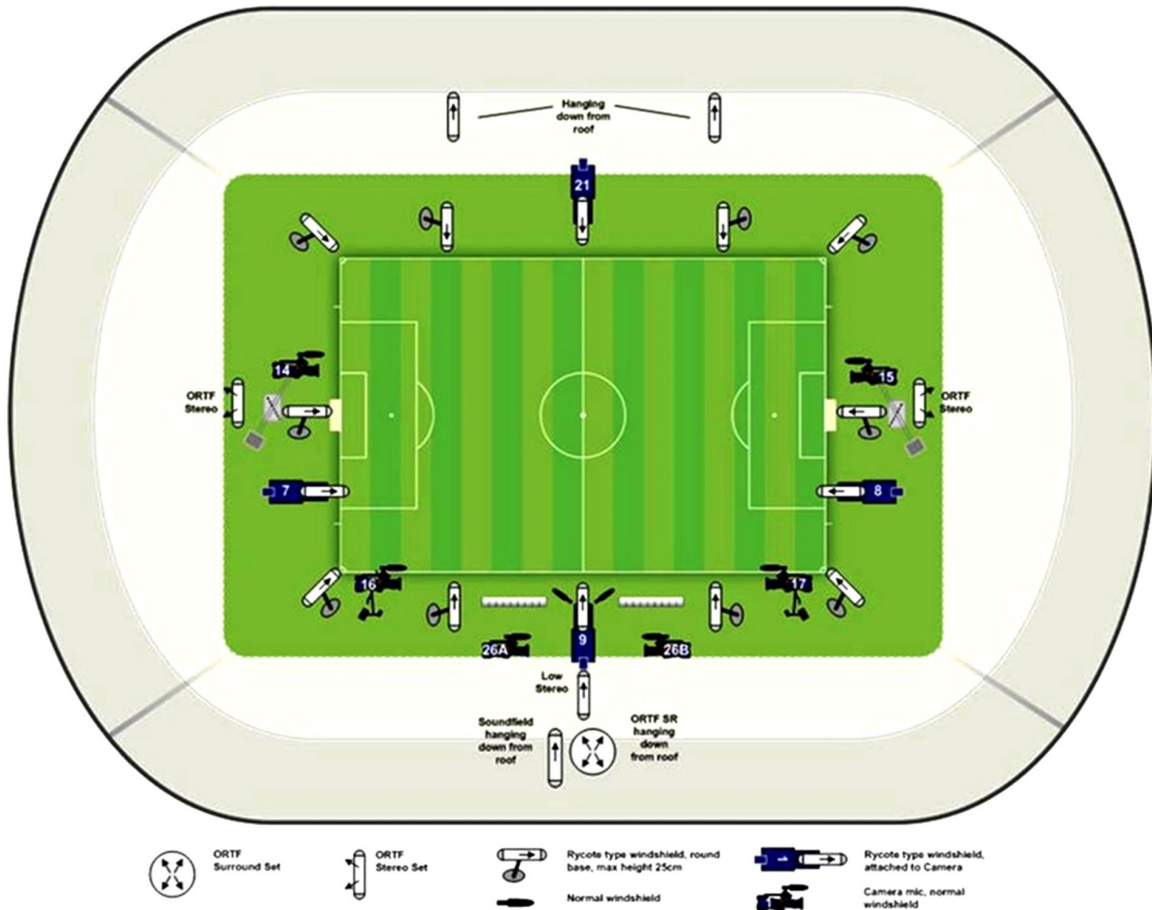 Hanging
down from
roof
21
14
15
ORTF
Stereo
ORTF
Stereo
7
8
16
17
9
26A
26B
Low
Stereo
Soundfield
hanging
down from
roof
ORTF SR
hanging
down
from roof
ORTF
Surround Set
ORTF
Stereo Set
Rycote type windshield, round
base, max height 25cm
Normal windshield
Rycote type windshield,
attached to Camera
Camera mic, normal
windshield